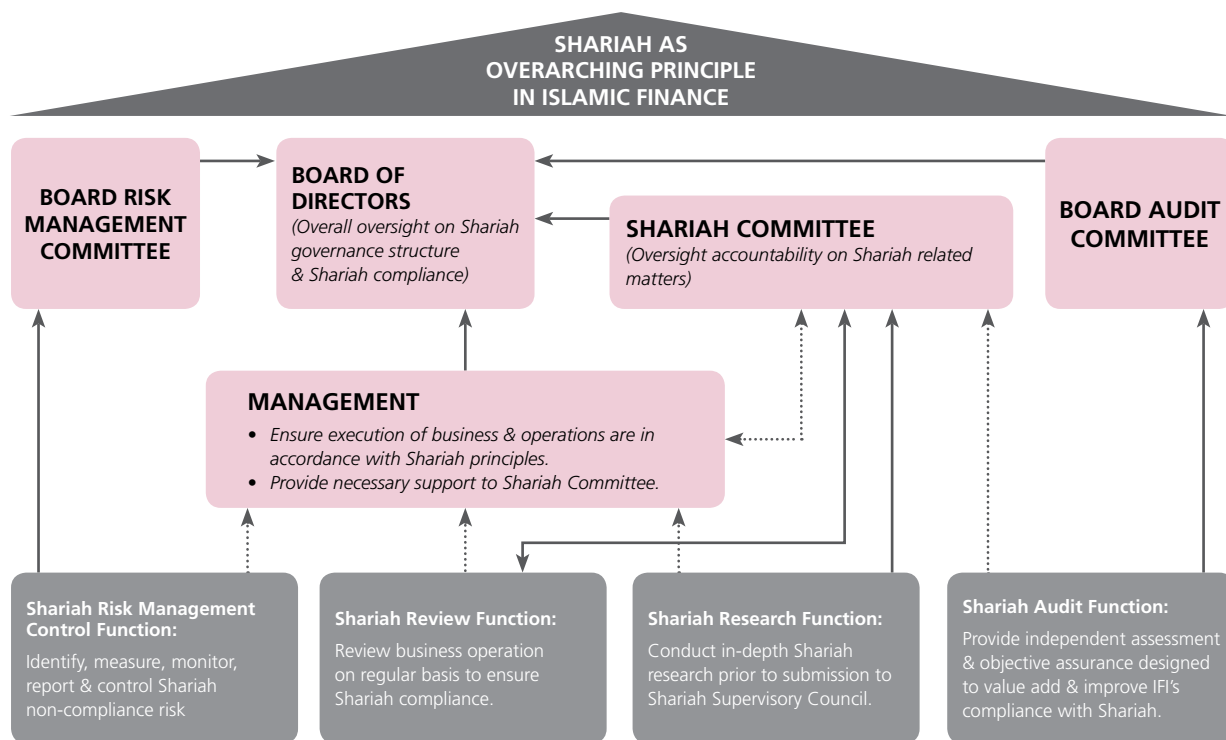 SHARIAH AS
OVERARCHING PRINCIPLE
IN ISLAMIC FINANCE
BOARD RISK
MANAGEMENT
COMMITTEE
BOARD OF
DIRECTORS
(Overall oversight on Shariah
governance structure
& Shariah compliance)
SHARIAH COMMITTEE
(Oversight accountability on Shariah related
matters)
BOARD AUDIT
COMMITTEE
MANAGEMENT
• Ensure execution of business & operations are in
accordance with Shariah principles.
• Provide necessary support to Shariah Committee.
Shariah Risk Management
Control Function:
Identify, measure, monitor,
report & control Shariah
non-compliance risk
Shariah Review Function:
Review business operation
on regular basis to ensure
Shariah compliance.
Shariah Research Function:
Conduct in-depth Shariah
research prior to submission to
Shariah Supervisory Council.
Shariah Audit Function:
Provide independent assessment
& objective assurance designed
to value add & improve IFI's
compliance with Shariah.